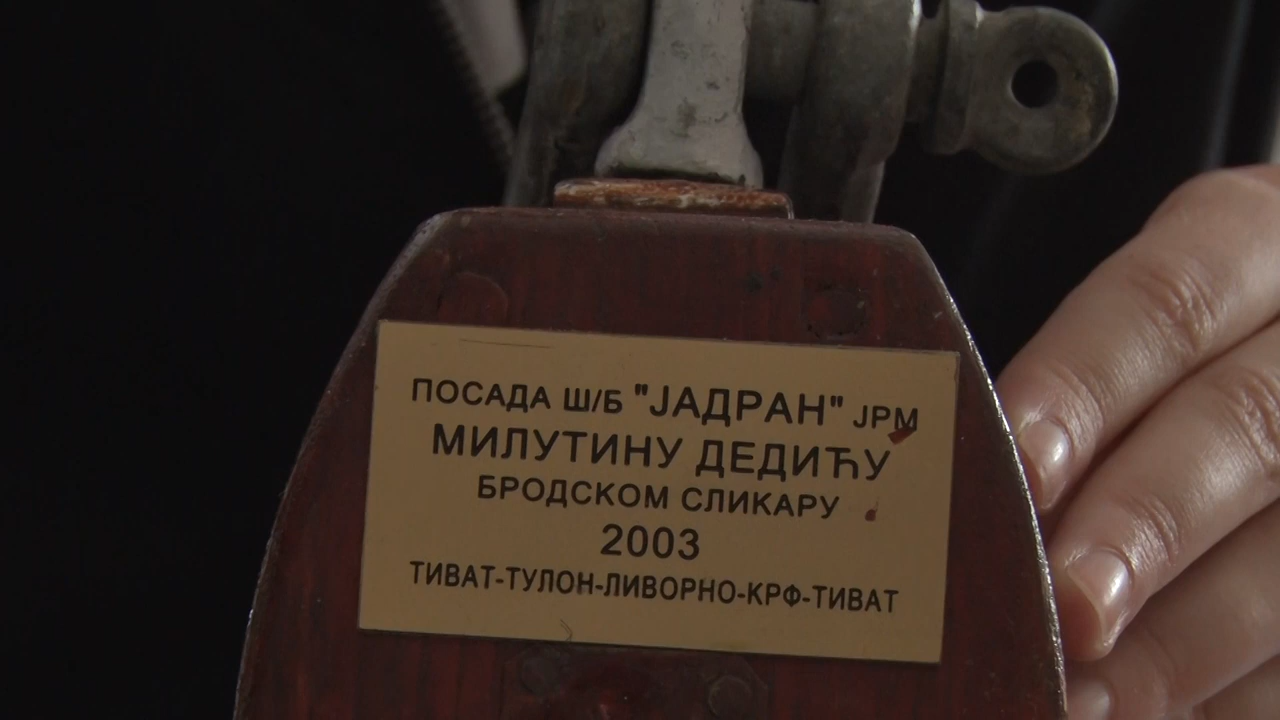 ПОСАДА Ш/Б "ЈАДРАН" ЈРМ
МИЛУТИНУ ДЕДИЋУ
БРОДСКОМ СЛИКАРУ
2003
ТИВАТ-ТУЛОН-ЛИВОРНО-КРФ-ТИВАТ